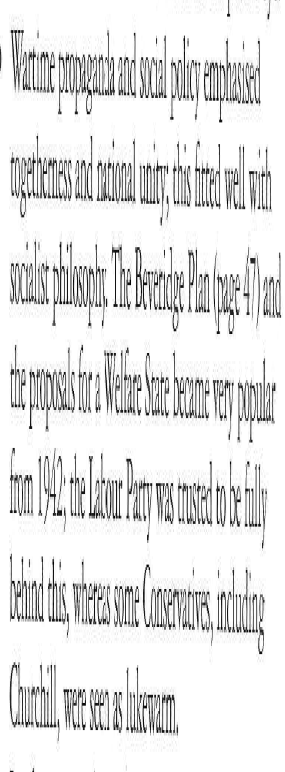 Wartime propaganda and social policy emphasised
togetherness and national unity; this fitted well with
socialist philosophy. The Beveridge Plan (page 47) and
the proposals for a Welfare State became very popular
from 1942; the Labour Party was trusted to be fully
behind this, whereas some Conservatives, including
Churchill, were seen as lukewarm.